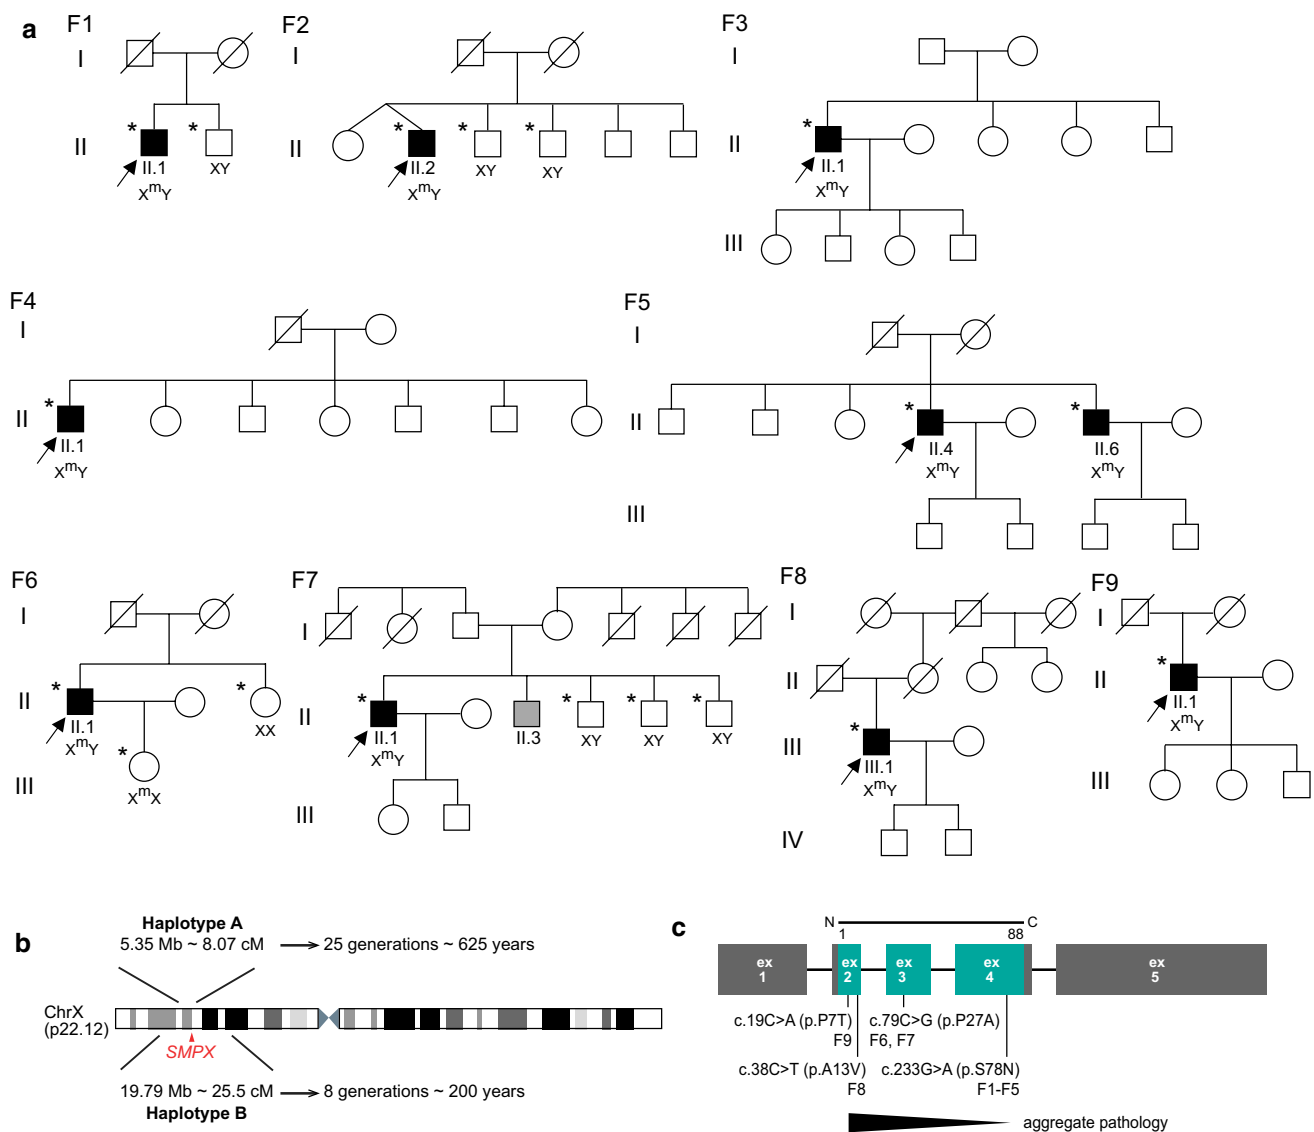 a
F1
F2
F3
I
I
I
* *
* * *
*
II
II
II
II.1 XY
II.2 XY XY
II.1
XᵐY
XᵐY
XᵐY
III
F4
F5
I
I
*
* *
II
II
II.1
II.4 II.6
XᵐY
XᵐY XᵐY
III
F6
F7
F8
F9
I
I
I
I
* *
* * * *
*
II
II
II
II
II.1 XX
II.1 II.3 XY XY XY
II.1
XᵐY
XᵐY
XᵐY
*
*
III
III
III
III
XᵐX
III.1
XᵐY
IV
b
Haplotype A
5.35 Mb ~ 8.07 cM 25 generations ~ 625 years
ChrX
(p22.12)
SMPX
19.79 Mb ~ 25.5 cM 8 generations ~ 200 years
Haplotype B
c
N C
1 88
ex 1
ex 2
ex 3
ex 4
ex 5
c.19C>A (p.P7T) c.79C>G (p.P27A)
F9 F6, F7
c.38C>T (p.A13V) c.233G>A (p.S78N)
F8 F1-F5
aggregate pathology